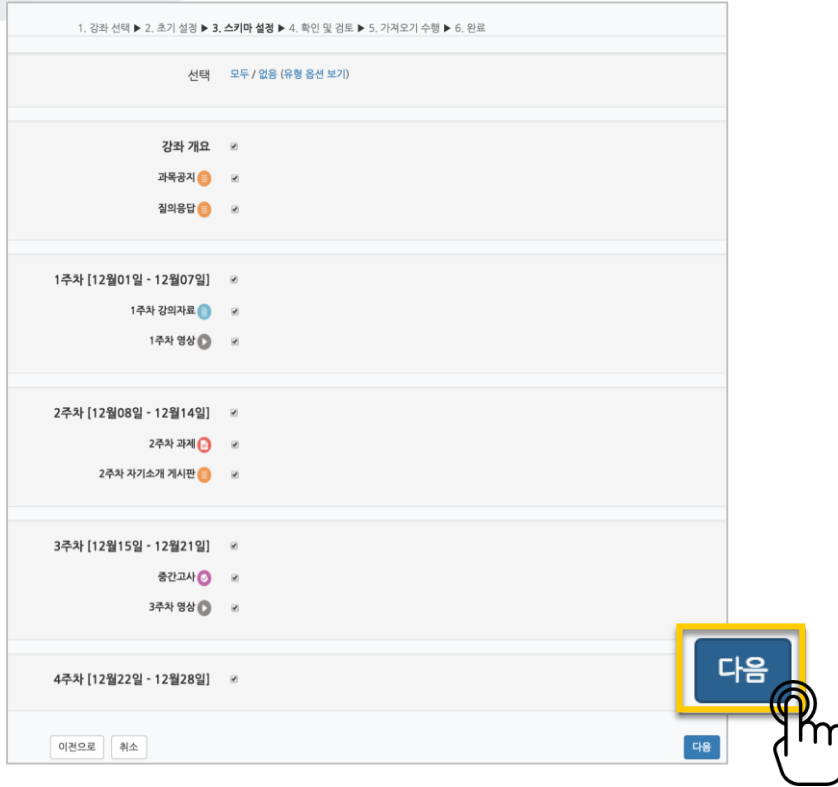 1. 강좌 선택 ▶ 2. 초기 설정 ▶ 3. 스키마 설정 ▶ 4. 확인 및 검토 ▶ 5. 가져오기 수행 ▶ 6. 완료
선택 모두 / 없음 (유형 옵션 보기)
강좌 개요
과목공지
질의응답
1주차 [12월01일 - 12월07일]
1주차 강의자료
1주차 영상
2주차 [12월08일 - 12월14일]
2주차 과제
2주차 자기소개 게시판
3주차 [12월15일 - 12월21일]
중간고사
3주차 영상
4주차 [12월22일 - 12월28일]
다음
이전으로 취소 다음